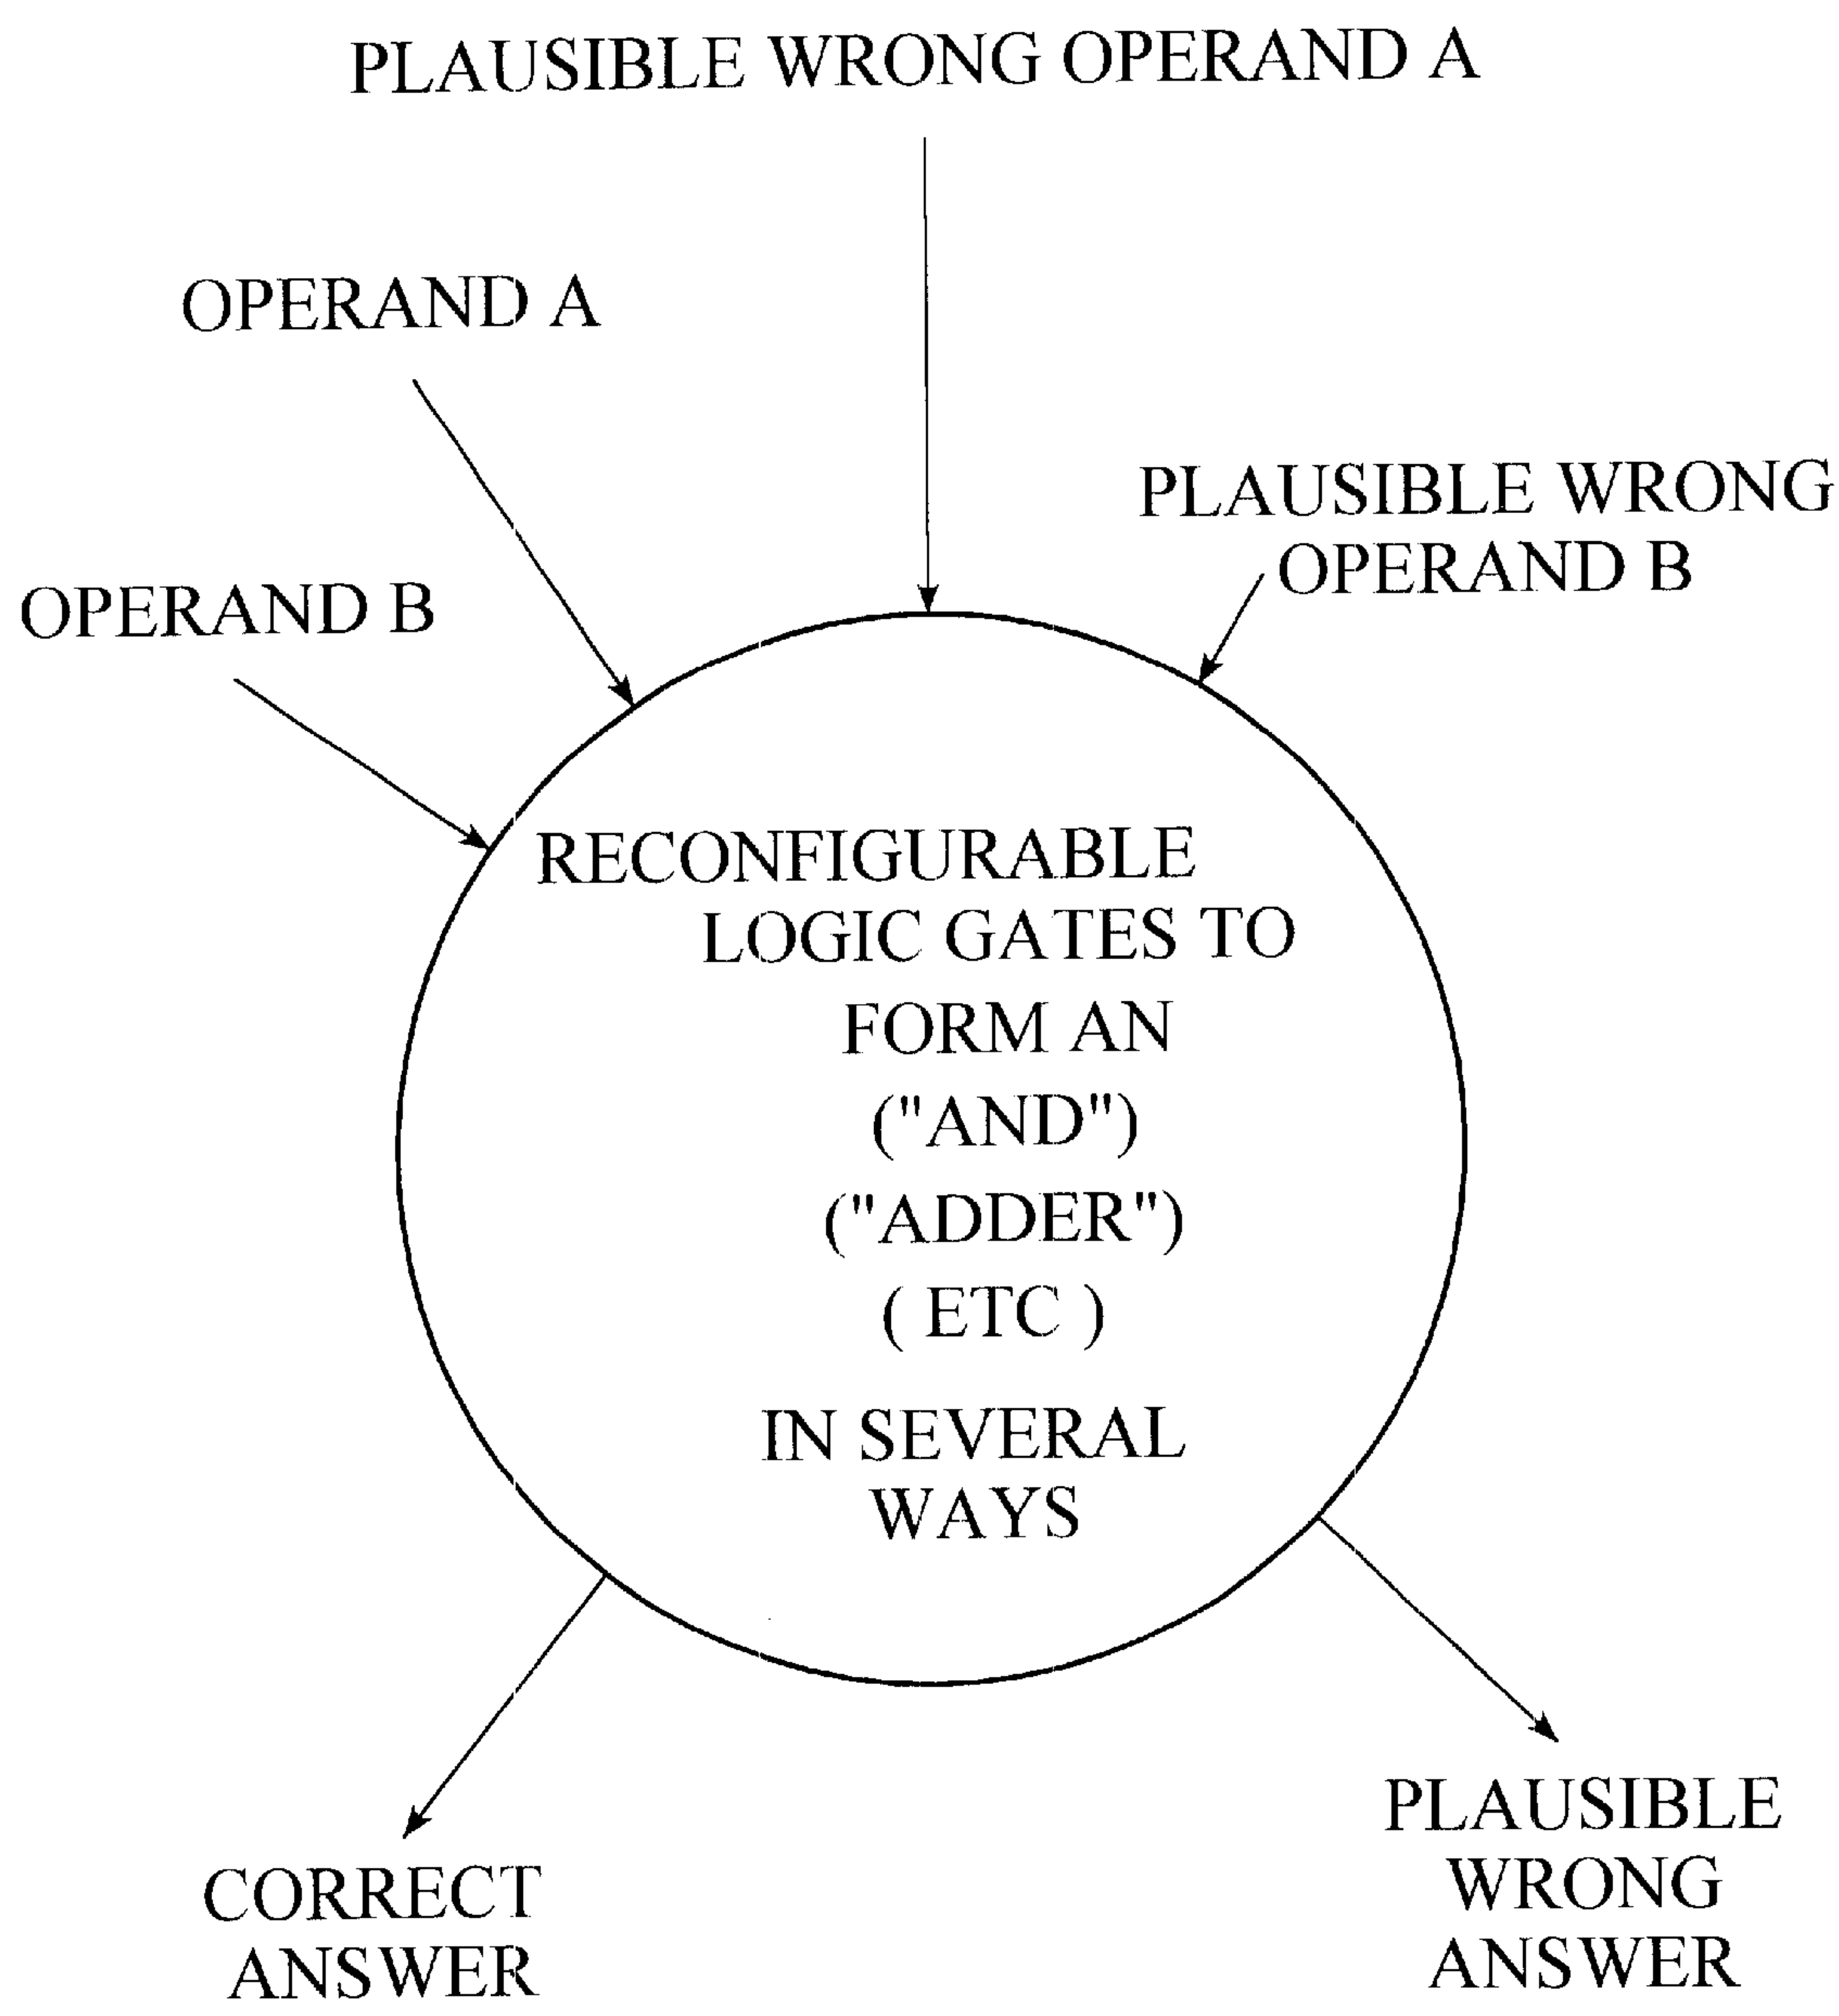 PLAUSIBLE WRONG OPERAND A
OPERAND A
PLAUSIBLE WRONG
OPERAND B
OPERAND B
RECONFIGURABLE
LOGIC GATES TO
FORM AN
("AND")
("ADDER")
( ETC )
IN SEVERAL
WAYS
CORRECT
ANSWER
PLAUSIBLE
WRONG
ANSWER